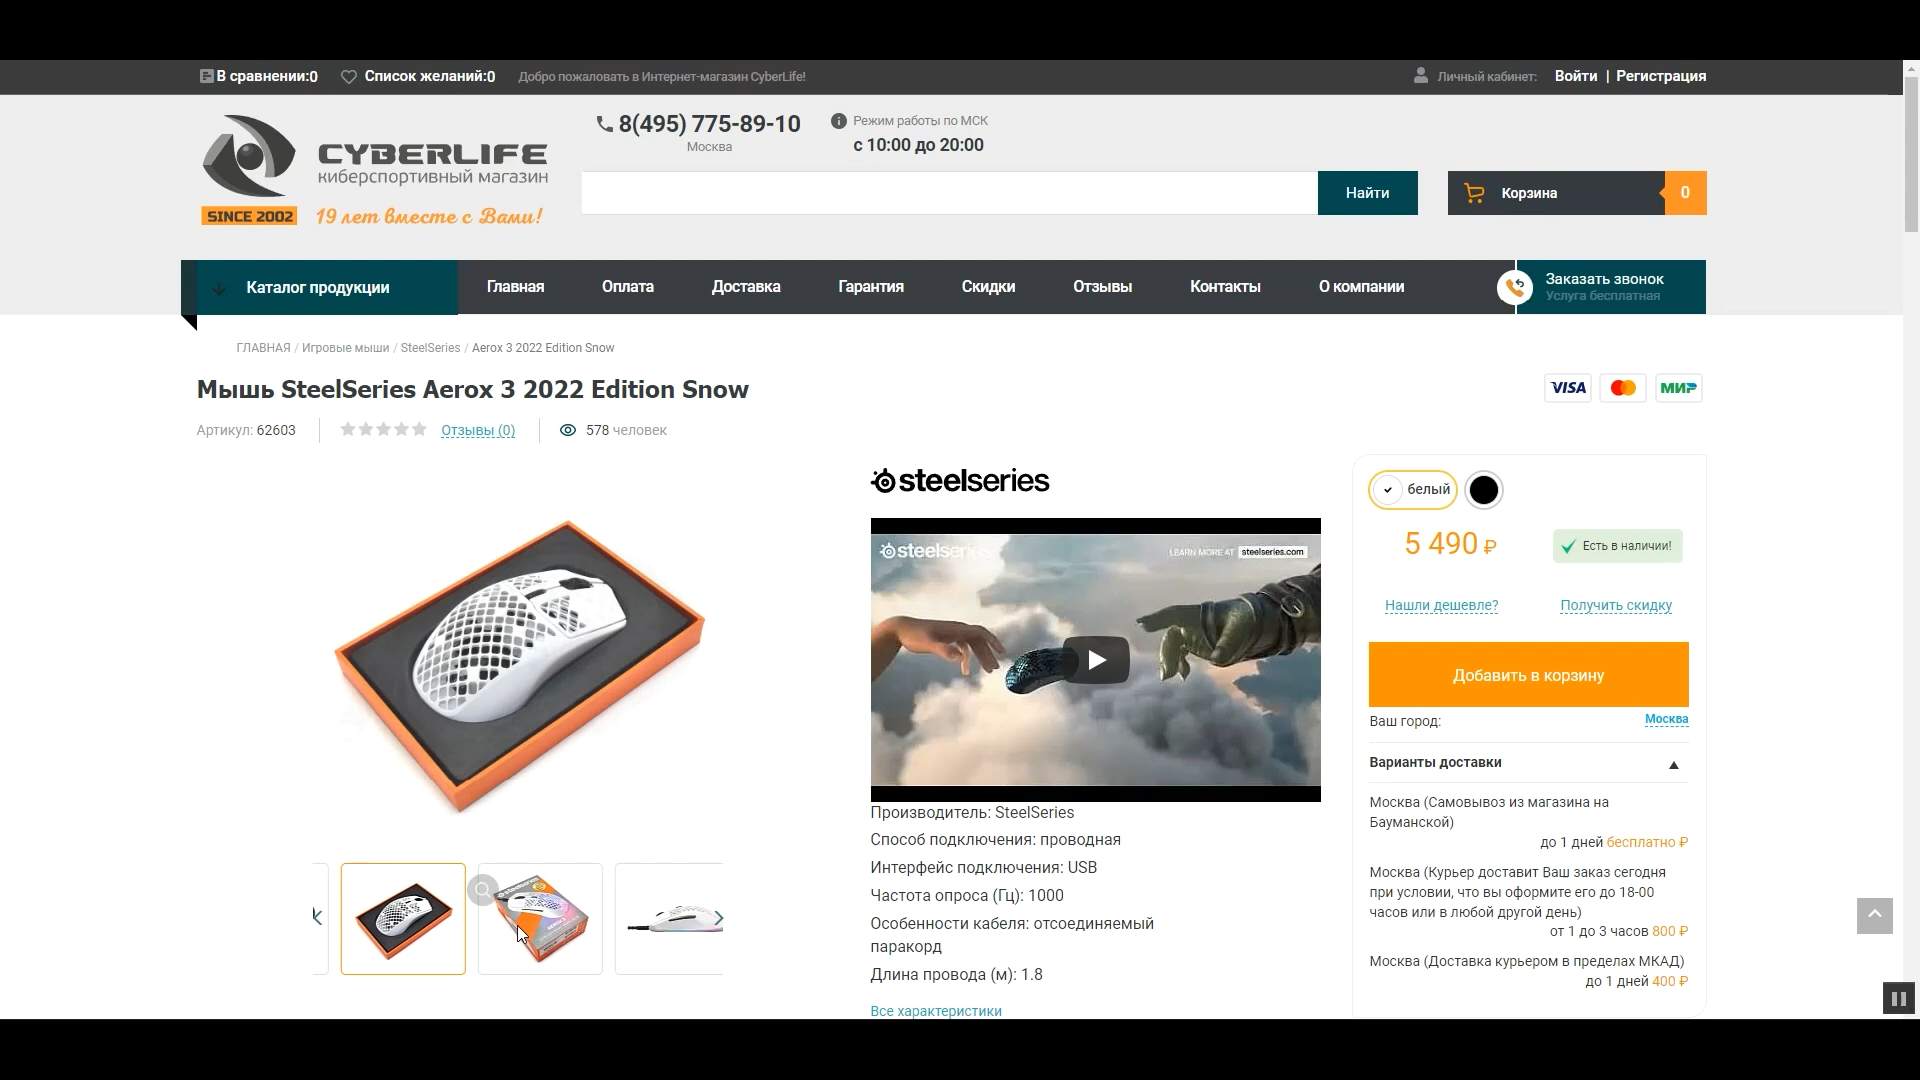 В сравнении:0
Список желаний:0
Добро пожаловать в Интернет-магазин CyberLife!
Личный кабинет:
Войти | Регистрация
CYBERLIFE
киберспортивный магазин
SINCE 2002
19 лет вместе с Вами!
8(495) 775-89-10
Москва
Режим работы по МСК
с 10:00 до 20:00
Найти
Корзина
0
Каталог продукции
Главная
Оплата
Доставка
Гарантия
Скидки
Отзывы
Контакты
О компании
Заказать звонок
Услуга бесплатная
ГЛАВНАЯ / Игровые мыши / SteelSeries / Aerox 3 2022 Edition Snow
Мышь SteelSeries Aerox 3 2022 Edition Snow
VISA
МИР
Артикул: 62603
Отзывы (0)
578 человек
steelseries
steelseries
LEARN MORE AT steelseries.com
Производитель: SteelSeries
Способ подключения: проводная
Интерфейс подключения: USB
Частота опроса (Гц): 1000
Особенности кабеля: отсоединяемый
паракорд
Длина провода (м): 1.8
Все характеристики
белый
5 490 ₽
Есть в наличии!
Нашли дешевле?
Получить скидку
Добавить в корзину
Ваш город:
Москва
Варианты доставки
Москва (Самовывоз из магазина на
Бауманской)
до 1 дней бесплатно ₽
Москва (Курьер доставит Ваш заказ сегодня
при условии, что вы оформите его до 18-00
часов или в любой другой день)
от 1 до 3 часов 800 ₽
Москва (Доставка курьером в пределах МКАД)
до 1 дней 400 ₽